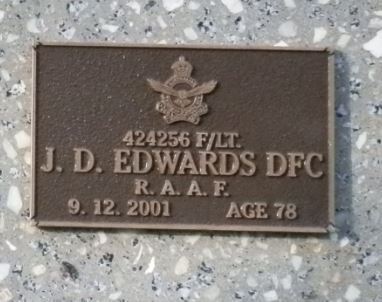 424256 F/LT.
J. D. EDWARDS DFC
R. A. A. F.
9. 12. 2001 AGE 78